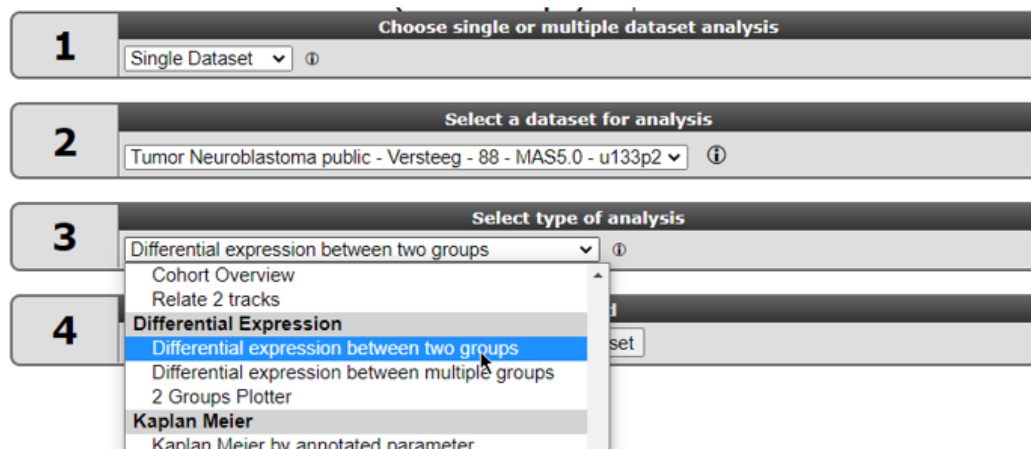 1
Choose single or multiple dataset analysis
Single Dataset
2
Select a dataset for analysis
Tumor Neuroblastoma public - Versteeg - 88 - MAS5.0 - u133p2
3
Select type of analysis
Differential expression between two groups
Cohort Overview
Relate 2 tracks
Differential Expression
4
Differential expression between two groups
set
Differential expression between multiple groups
2 Groups Plotter
Kaplan Meier
Kaplan Meier by annotated parameter